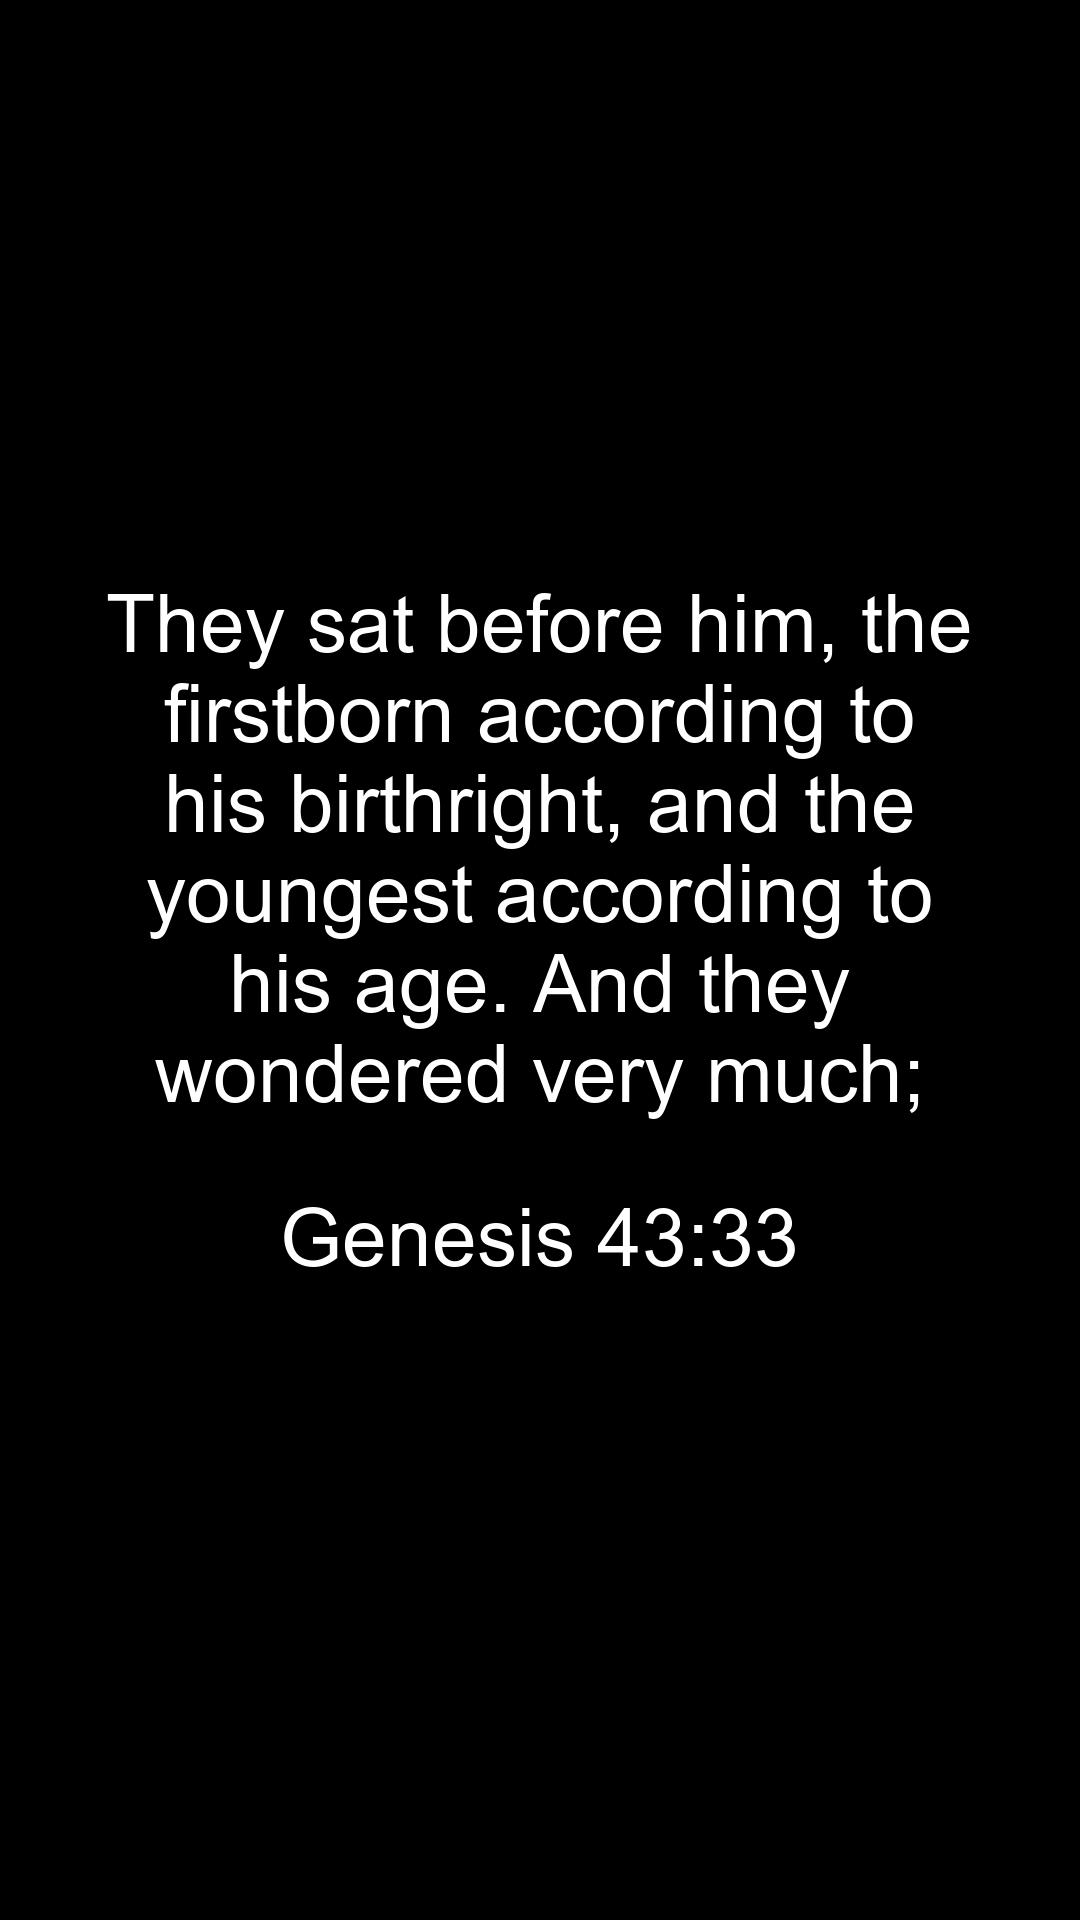 They sat before him, the
firstborn according to
his birthright, and the
youngest according to
his age. And they
wondered very much;
Genesis 43:33